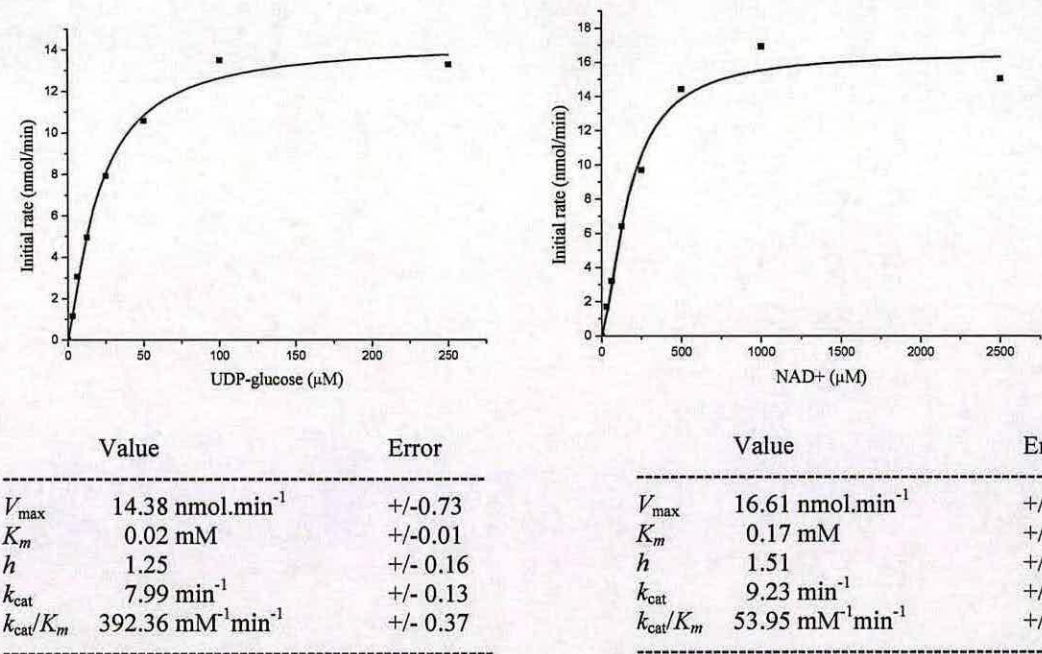 14
12
10
8
6
4
2
0
Initial rate (nmol/min)
0 50 100 150 200 250
UDP-glucose (µM)
18
16
14
12
10
8
6
4
2
0
Initial rate (nmol/min)
0 500 1000 1500 2000 2500
NAD+ (µM)
Value Error
Vmax 14.38 nmol.min⁻¹ +/-0.73
Km 0.02 mM +/-0.01
h 1.25 +/- 0.16
kcat 7.99 min⁻¹ +/- 0.13
kcat/Km 392.36 mM⁻¹min⁻¹ +/- 0.37
Value
Vmax 16.61 nmol.min⁻¹ +/
Km 0.17 mM +/
h 1.51 +/
kcat 9.23 min⁻¹ +/
kcat/Km 53.95 mM⁻¹min⁻¹ +/